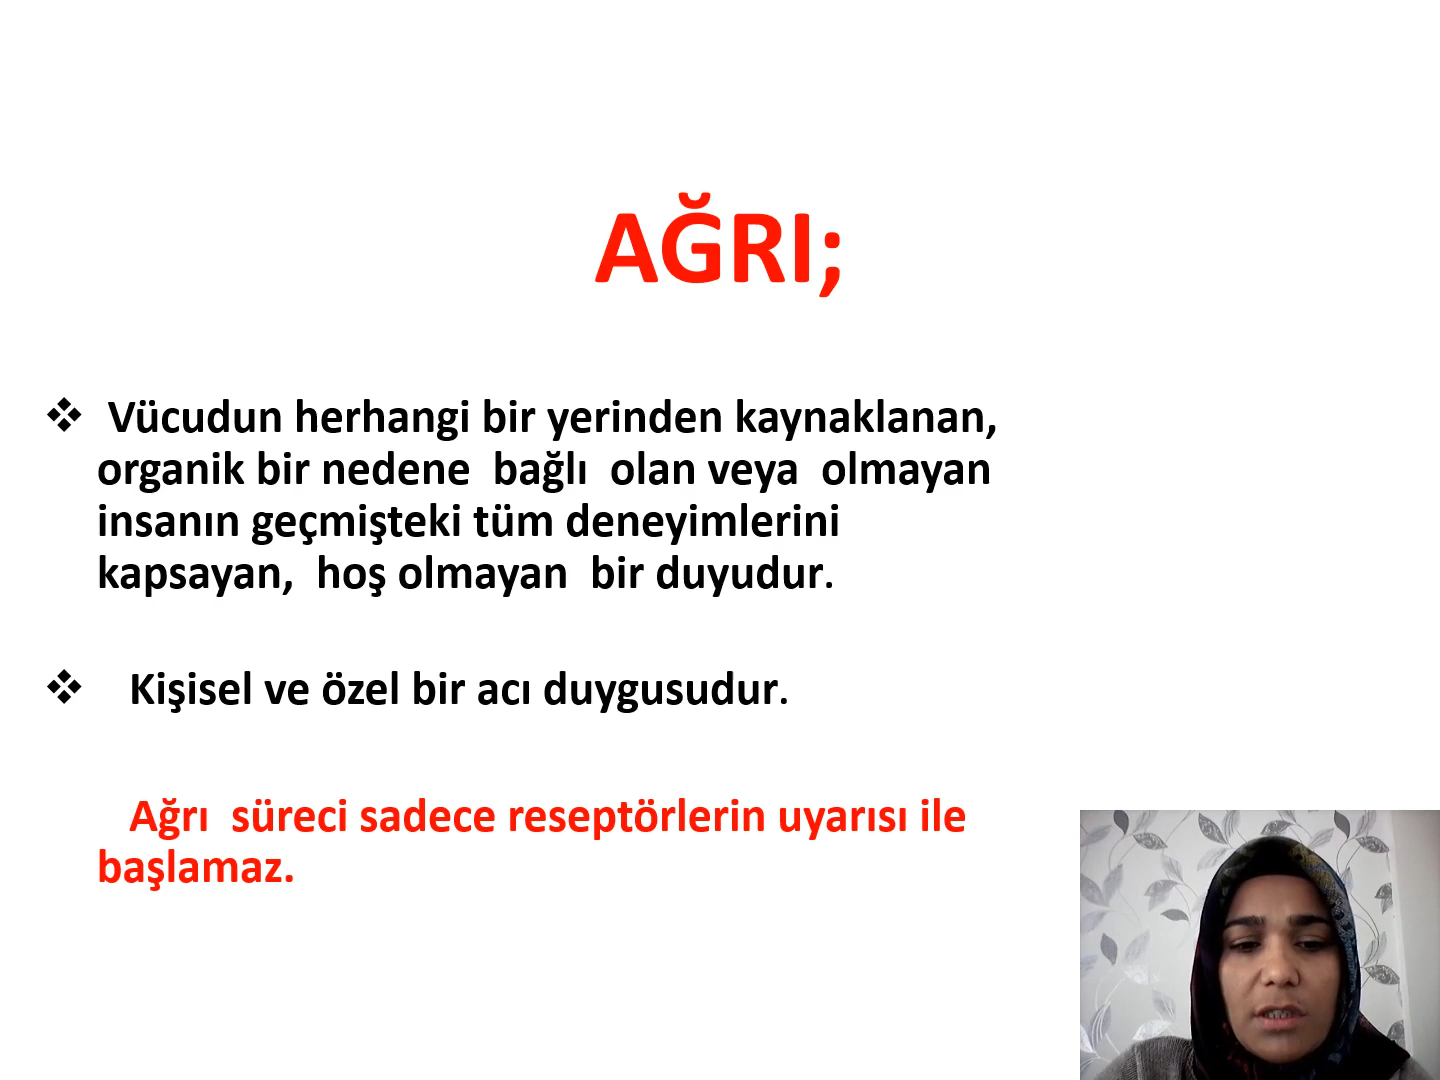 AĞRI;
❖ Vücudun herhangi bir yerinden kaynaklanan,
organik bir nedene bağlı olan veya olmayan
insanın geçmişteki tüm deneyimlerini
kapsayan, hoş olmayan bir duyudur.
❖ Kişisel ve özel bir acı duygusudur.
Ağrı süreci sadece reseptörlerin uyarısı ile
başlamaz.